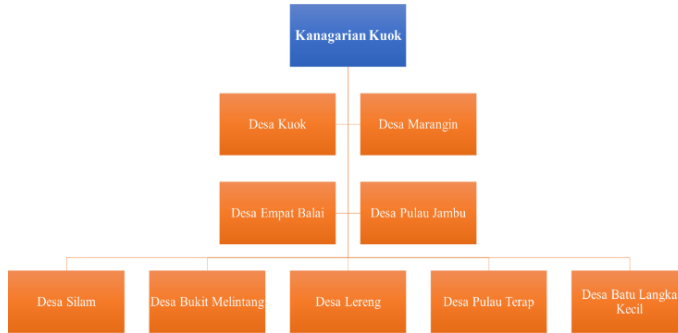 Kanagarian Kuok
Desa Kuok
Desa Marangin
Desa Empat Balai
Desa Pulau Jambu
Desa Silam
Desa Bukit Melintang
Desa Lereng
Desa Pulau Terap
Desa Batu Langka
Kecil